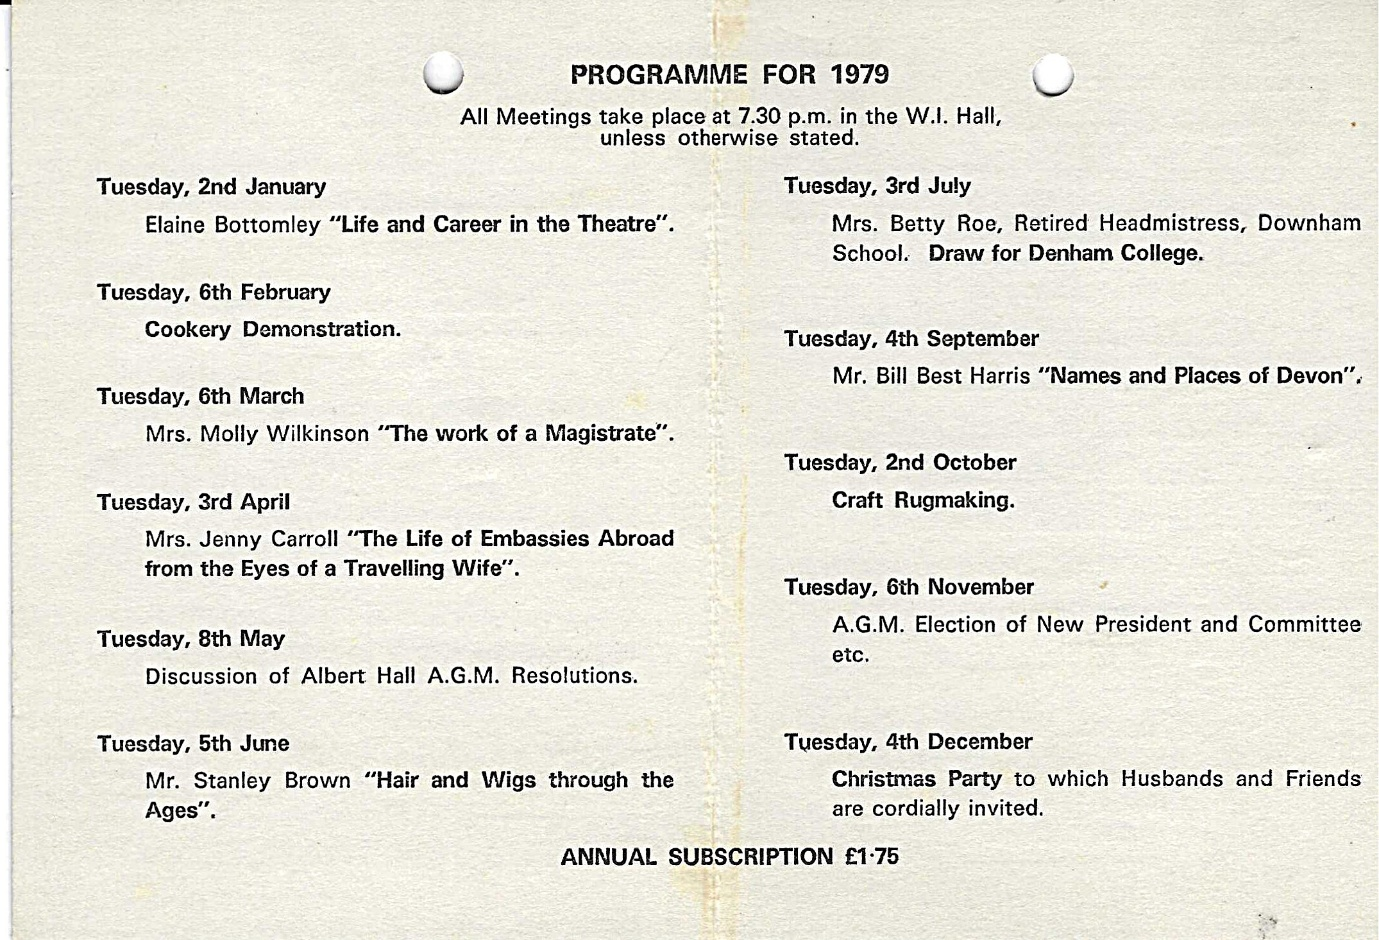 PROGRAMME FOR 1979
All Meetings take place at 7.30 p.m. in the W.I. Hall,
unless otherwise stated.
Tuesday, 2nd January
Elaine Bottomley "Life and Career in the Theatre".
Tuesday, 6th February
Cookery Demonstration.
Tuesday, 6th March
Mrs. Molly Wilkinson "The work of a Magistrate".
Tuesday, 3rd April
Mrs. Jenny Carroll "The Life of Embassies Abroad
from the Eyes of a Travelling Wife".
Tuesday, 8th May
Discussion of Albert Hall A.G.M. Resolutions.
Tuesday, 5th June
Mr. Stanley Brown "Hair and Wigs through the
Ages".
Tuesday, 3rd July
Mrs. Betty Roe, Retired Headmistress, Downham
School. Draw for Denham College.
Tuesday, 4th September
Mr. Bill Best Harris "Names and Places of Devon".
Tuesday, 2nd October
Craft Rugmaking.
Tuesday, 6th November
A.G.M. Election of New President and Committee
etc.
Tuesday, 4th December
Christmas Party to which Husbands and Friends
are cordially invited.
ANNUAL SUBSCRIPTION £1·75